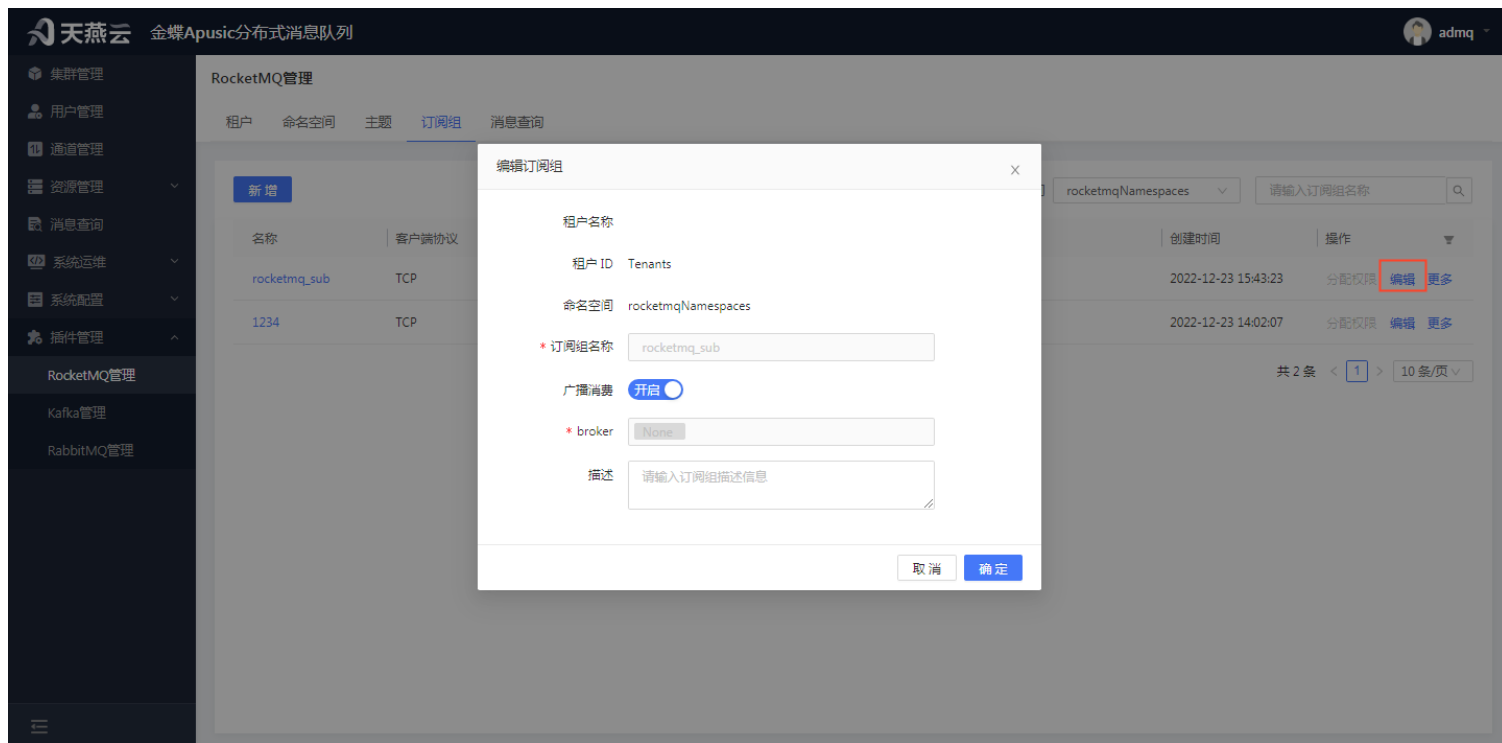 天燕云 金蝶Apusic分布式消息队列
admq
集群管理
用户管理
通道管理
资源管理
消息查询
系统运维
系统配置
插件管理
RocketMQ管理
Kafka管理
RabbitMQ管理
RocketMQ管理
租户 命名空间 主题 订阅组 消息查询
新增
rocketmqNamespaces 请输入订阅组名称
名称 客户端协议 创建时间 操作
rocketmq_sub TCP 2022-12-23 15:43:23 分配权限 编辑 更多
1234 TCP 2022-12-23 14:02:07 分配权限 编辑 更多
共 2 条 < 1 > 10 条/页
编辑订阅组
租户名称
租户 ID Tenants
命名空间 rocketmqNamespaces
* 订阅组名称 rocketmq_sub
广播消费 开启
* broker None
描述 请输入订阅组描述信息
取消 确定